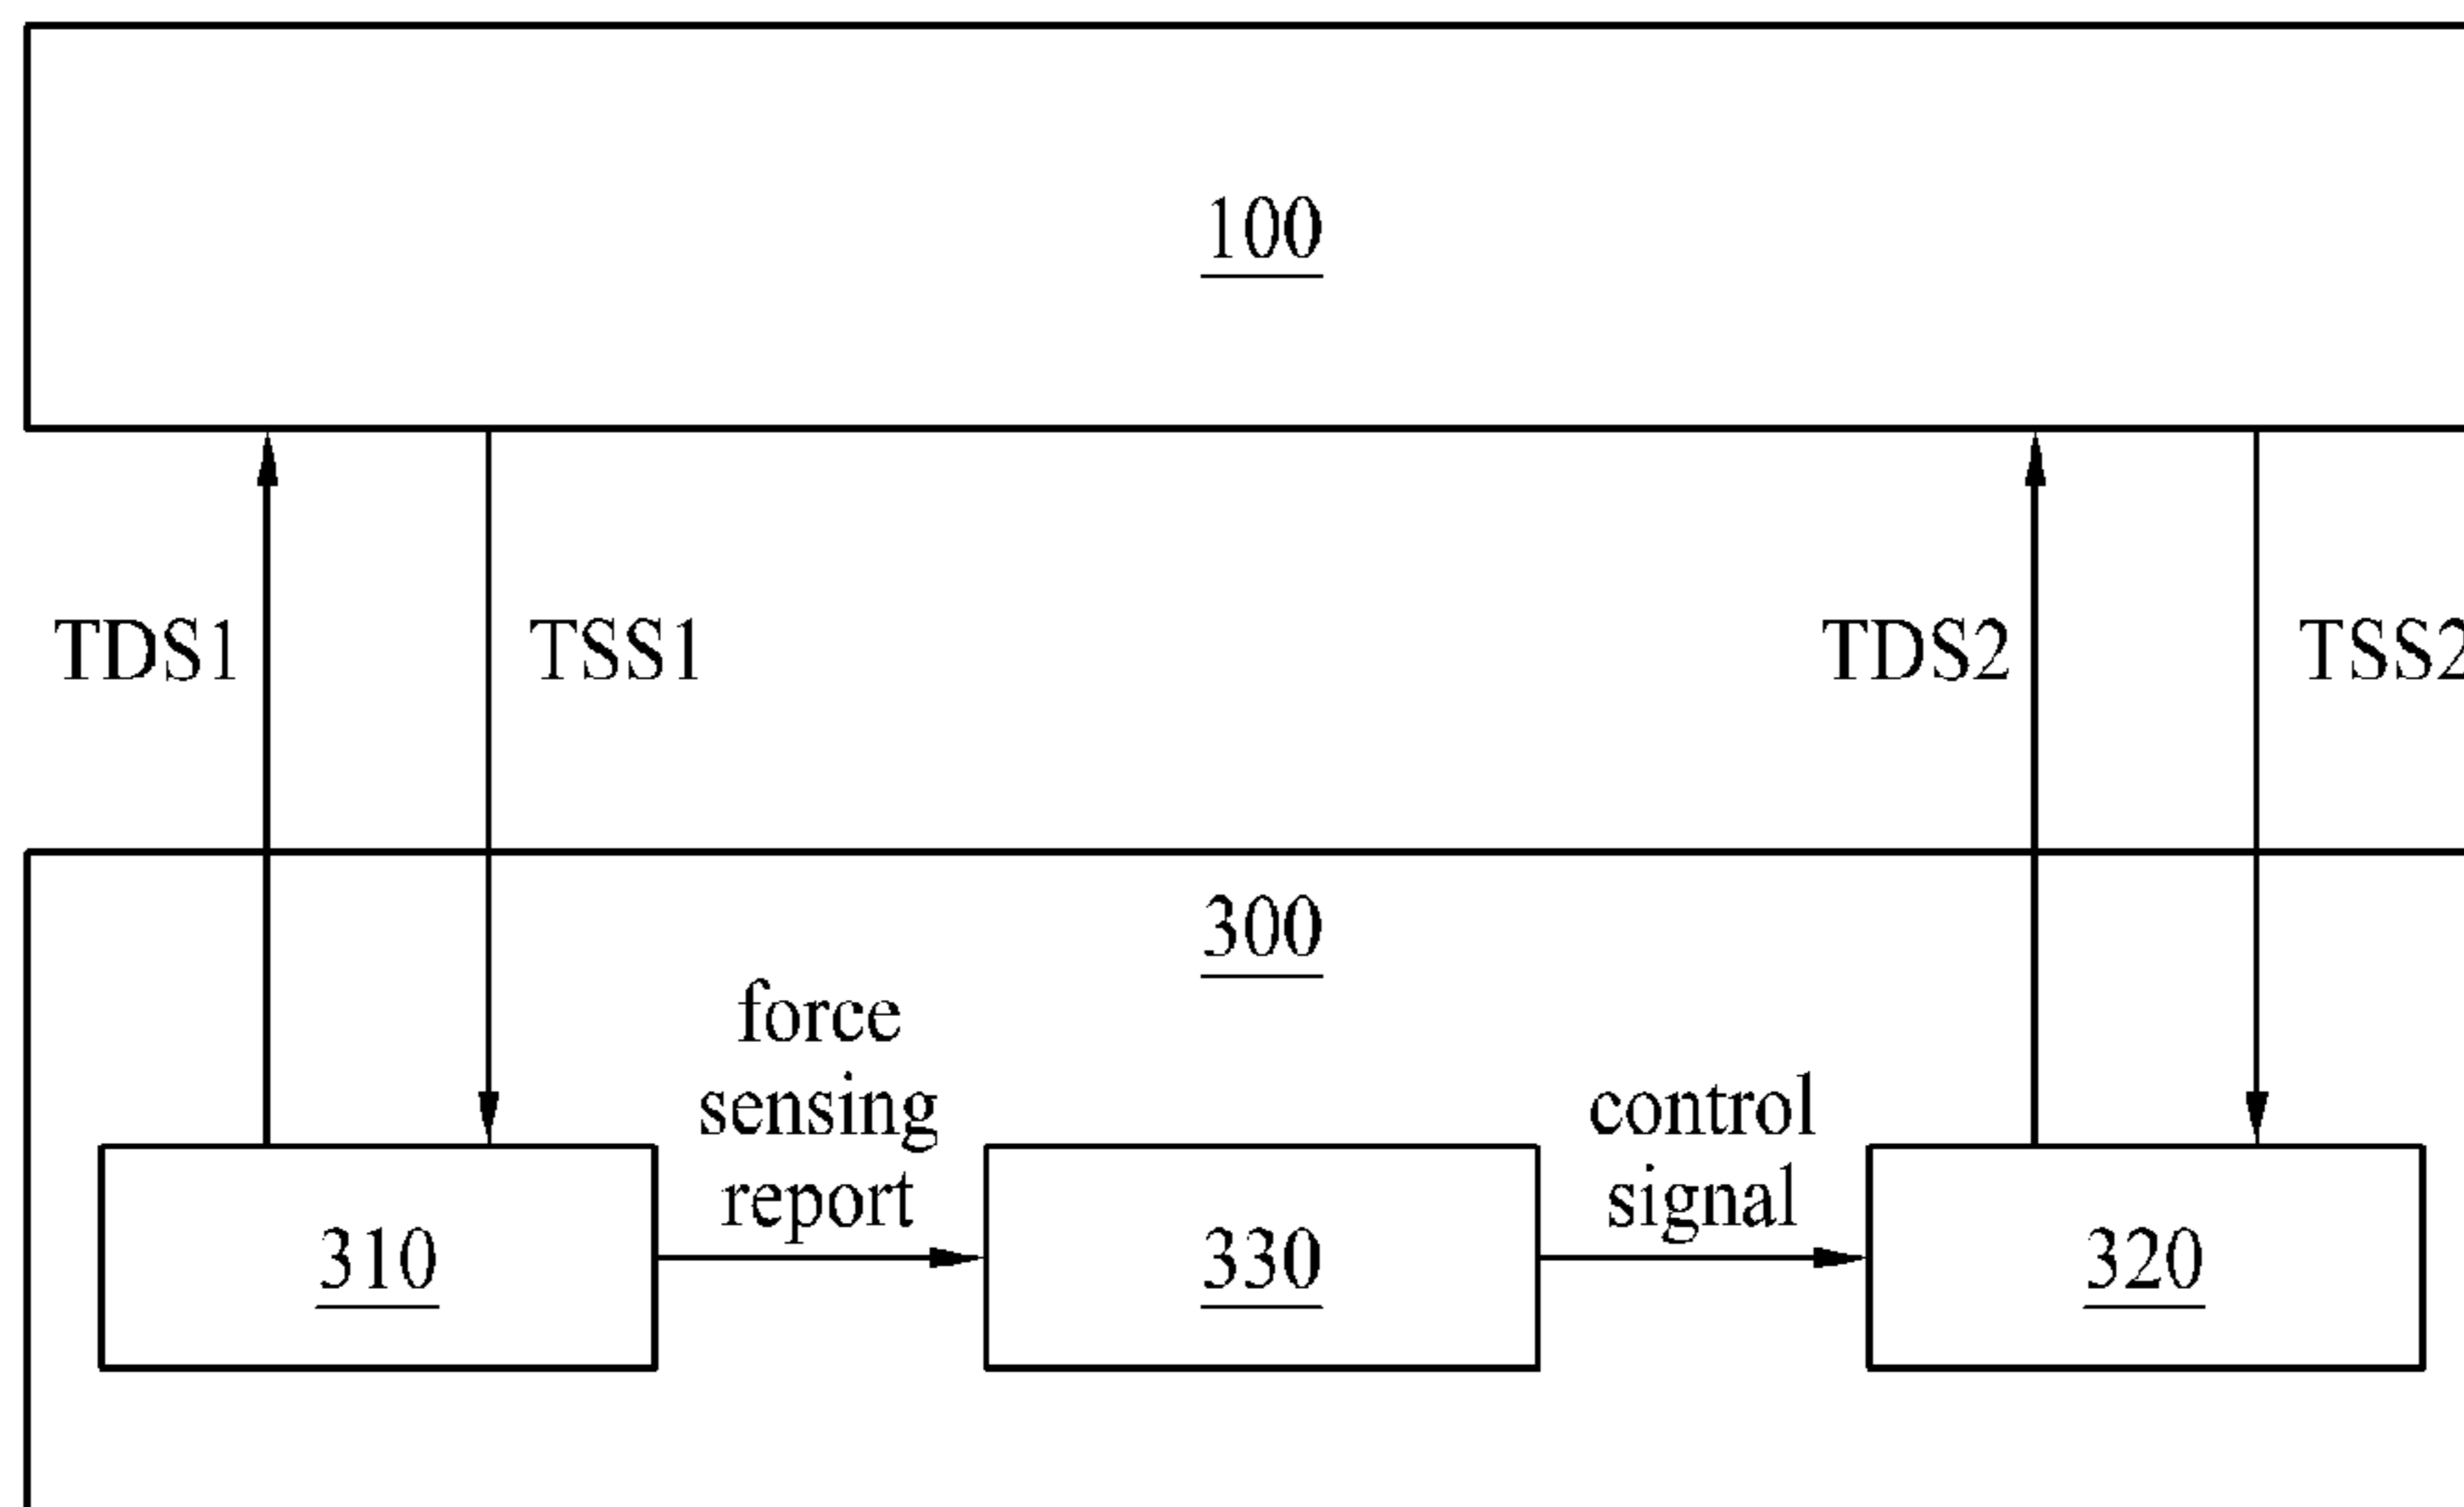 100
TDS1
TSS1
TDS2
TSS2
300
force
sensing
report
control
signal
310
330
320